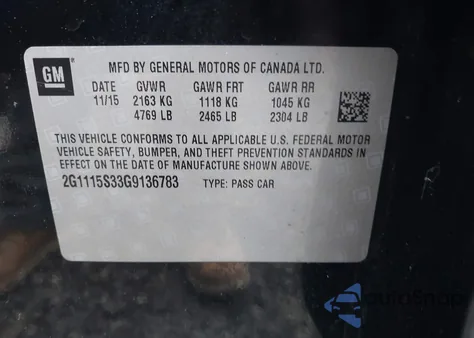 GM
MFD BY GENERAL MOTORS OF CANADA LTD.
DATE GVWR GAWR FRT GAWR RR
11/15 2163 KG 1118 KG 1045 KG
4769 LB 2465 LB 2304 LB
THIS VEHICLE CONFORMS TO ALL APPLICABLE U.S. FEDERAL MOTOR
VEHICLE SAFETY, BUMPER, AND THEFT PREVENTION STANDARDS IN
EFFECT ON THE DATE OF MANUFACTURE SHOWN ABOVE.
2G1115S33G9136783 TYPE: PASS CAR
autoSnap